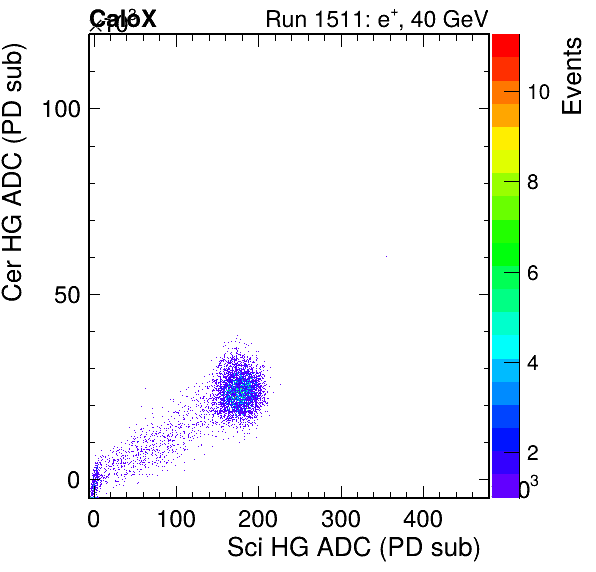 CaloX
×10³
Run 1511: e⁺, 40 GeV
Cer HG ADC (PD sub)
100
50
0
0 100 200 300 400
×10³
Sci HG ADC (PD sub)
Events
10
8
6
4
2